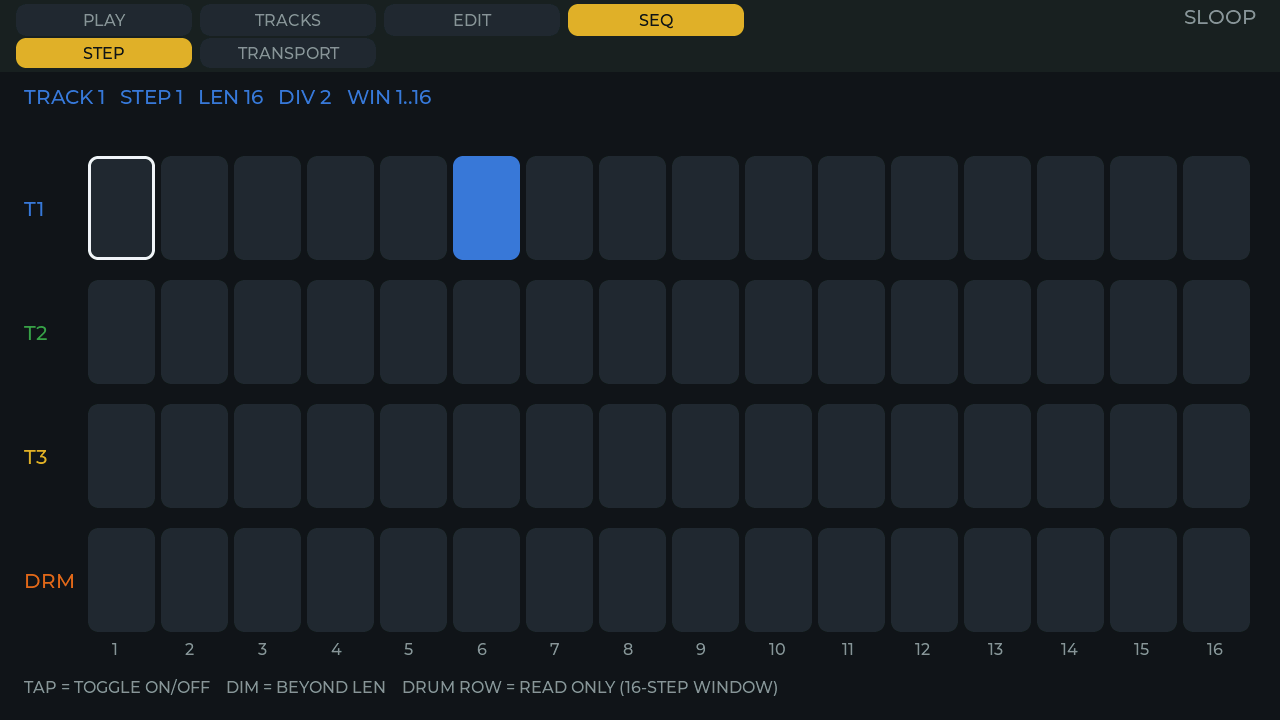 PLAY TRACKS EDIT SEQ SLOOP
STEP TRANSPORT
TRACK 1 STEP 1 LEN 16 DIV 2 WIN 1..16
T1
T2
T3
DRM
1 2 3 4 5 6 7 8 9 10 11 12 13 14 15 16
TAP = TOGGLE ON/OFF DIM = BEYOND LEN DRUM ROW = READ ONLY (16-STEP WINDOW)